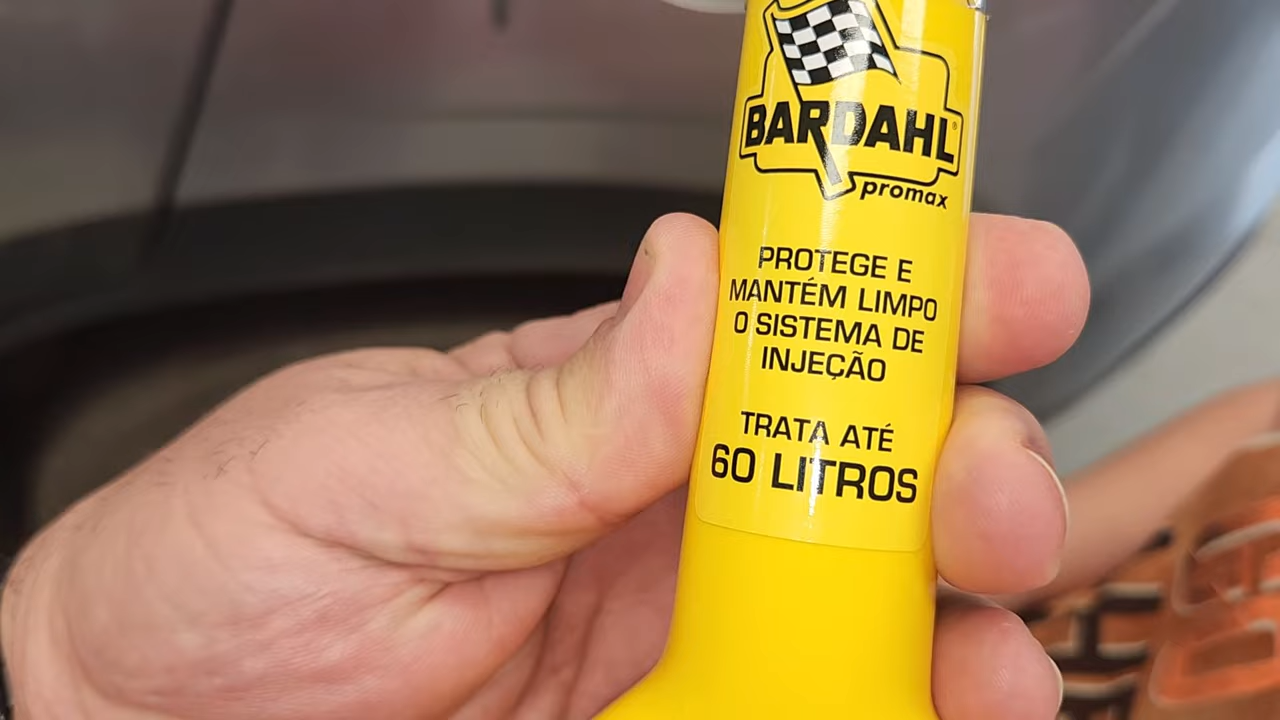 BARDAHL®
promax
PROTEGE E
MANTÉM LIMPO
O SISTEMA DE
INJEÇÃO
TRATA ATÉ
60 LITROS